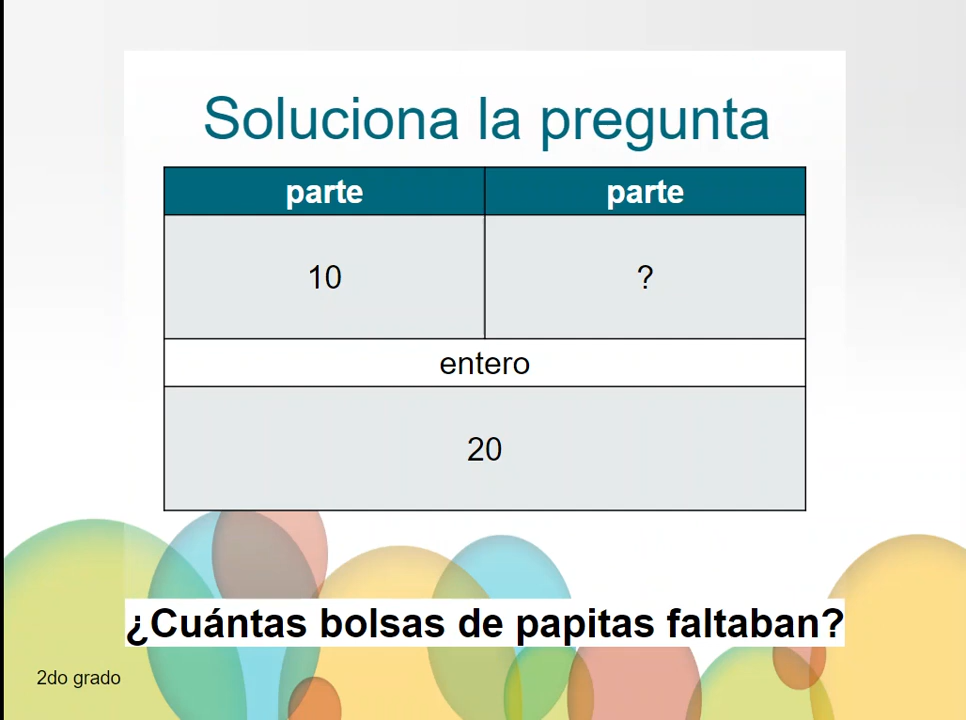 Soluciona la pregunta
parte parte
10 ?
entero
20
¿Cuántas bolsas de papitas faltaban?
2do grado